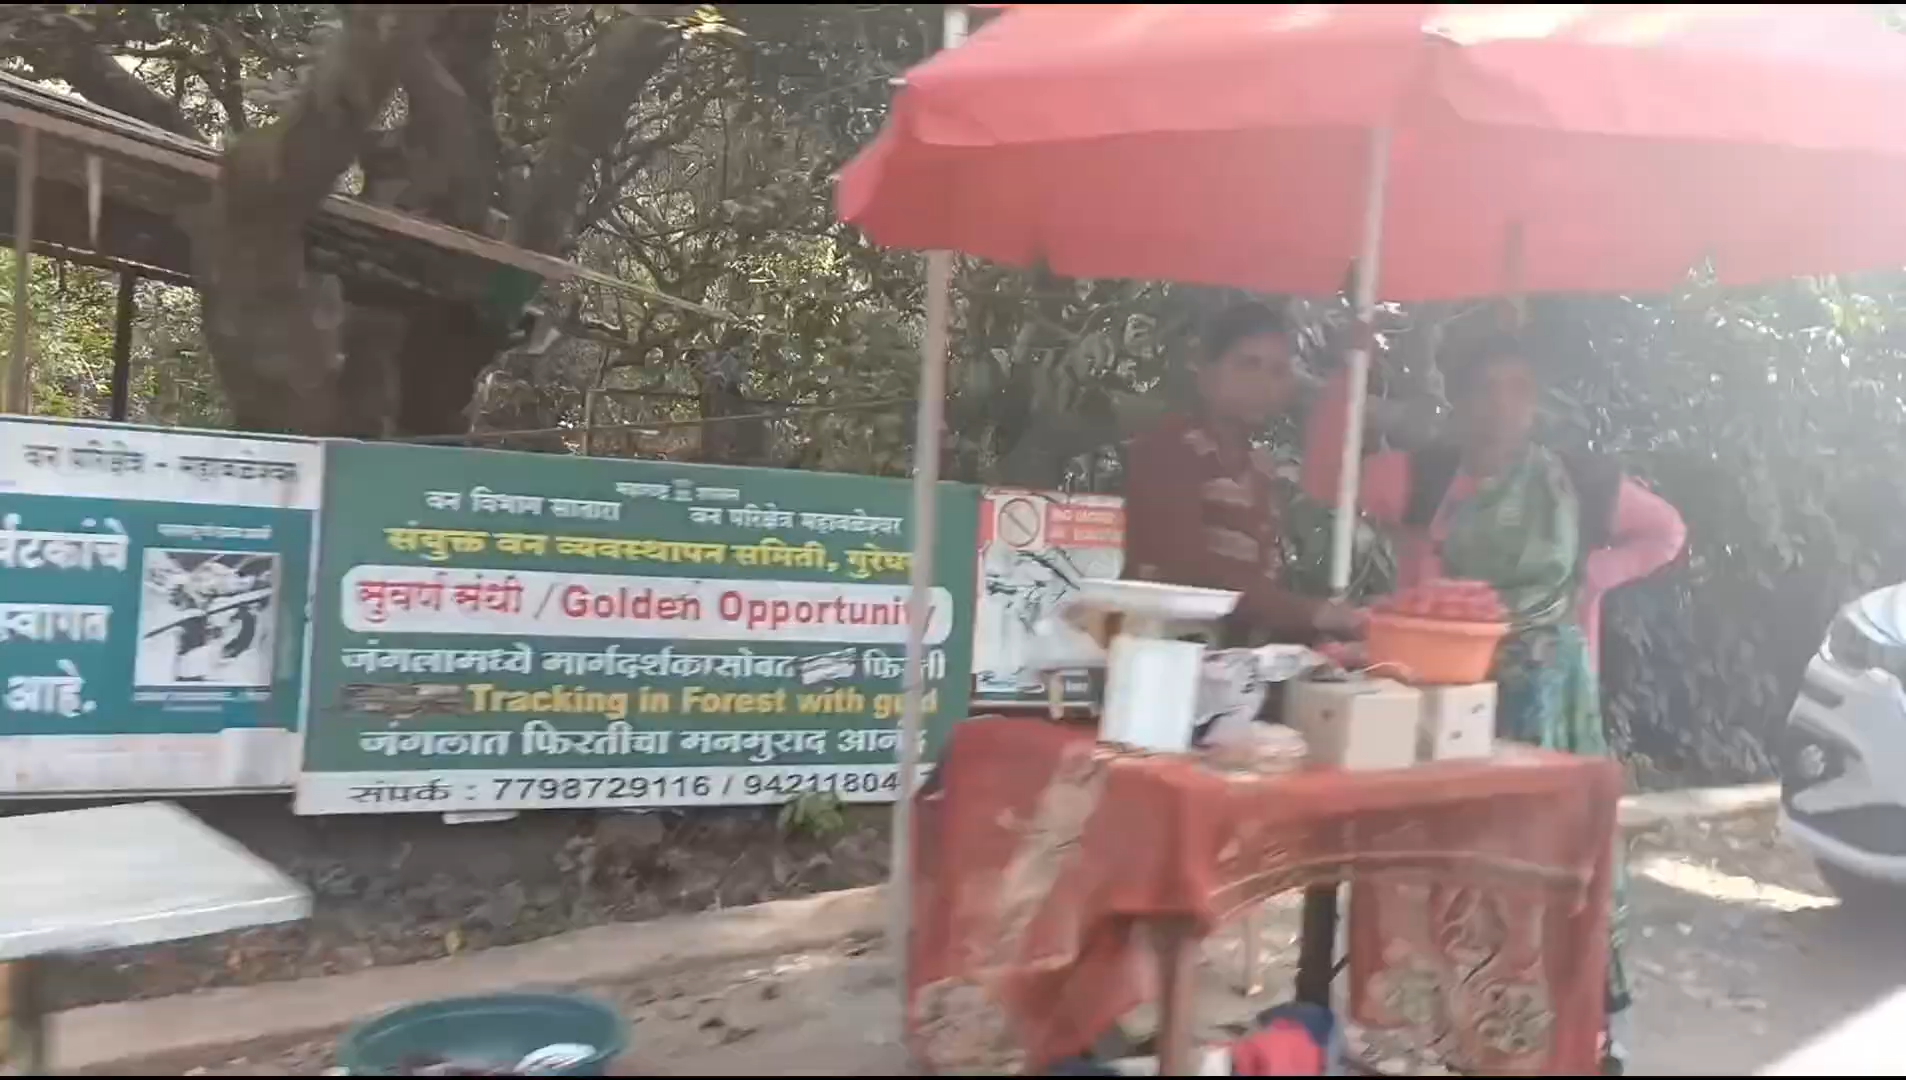 वन परिक्षेत्र - महाबळेश्वर
र्यटकांचे
स्वागत
आहे.
वन विभाग सातारा
वन परिक्षेत्र महाबळेश्वर
संयुक्त वन व्यवस्थापन समिती, गुरेघर
सुवर्ण संधी / Golden Opportunity
जंगलामध्ये मार्गदर्शकासोबत
Tracking in Forest with guid
जंगलात फिरतीचा मनमुराद आनंद
संपर्क : 7798729116 / 94211804